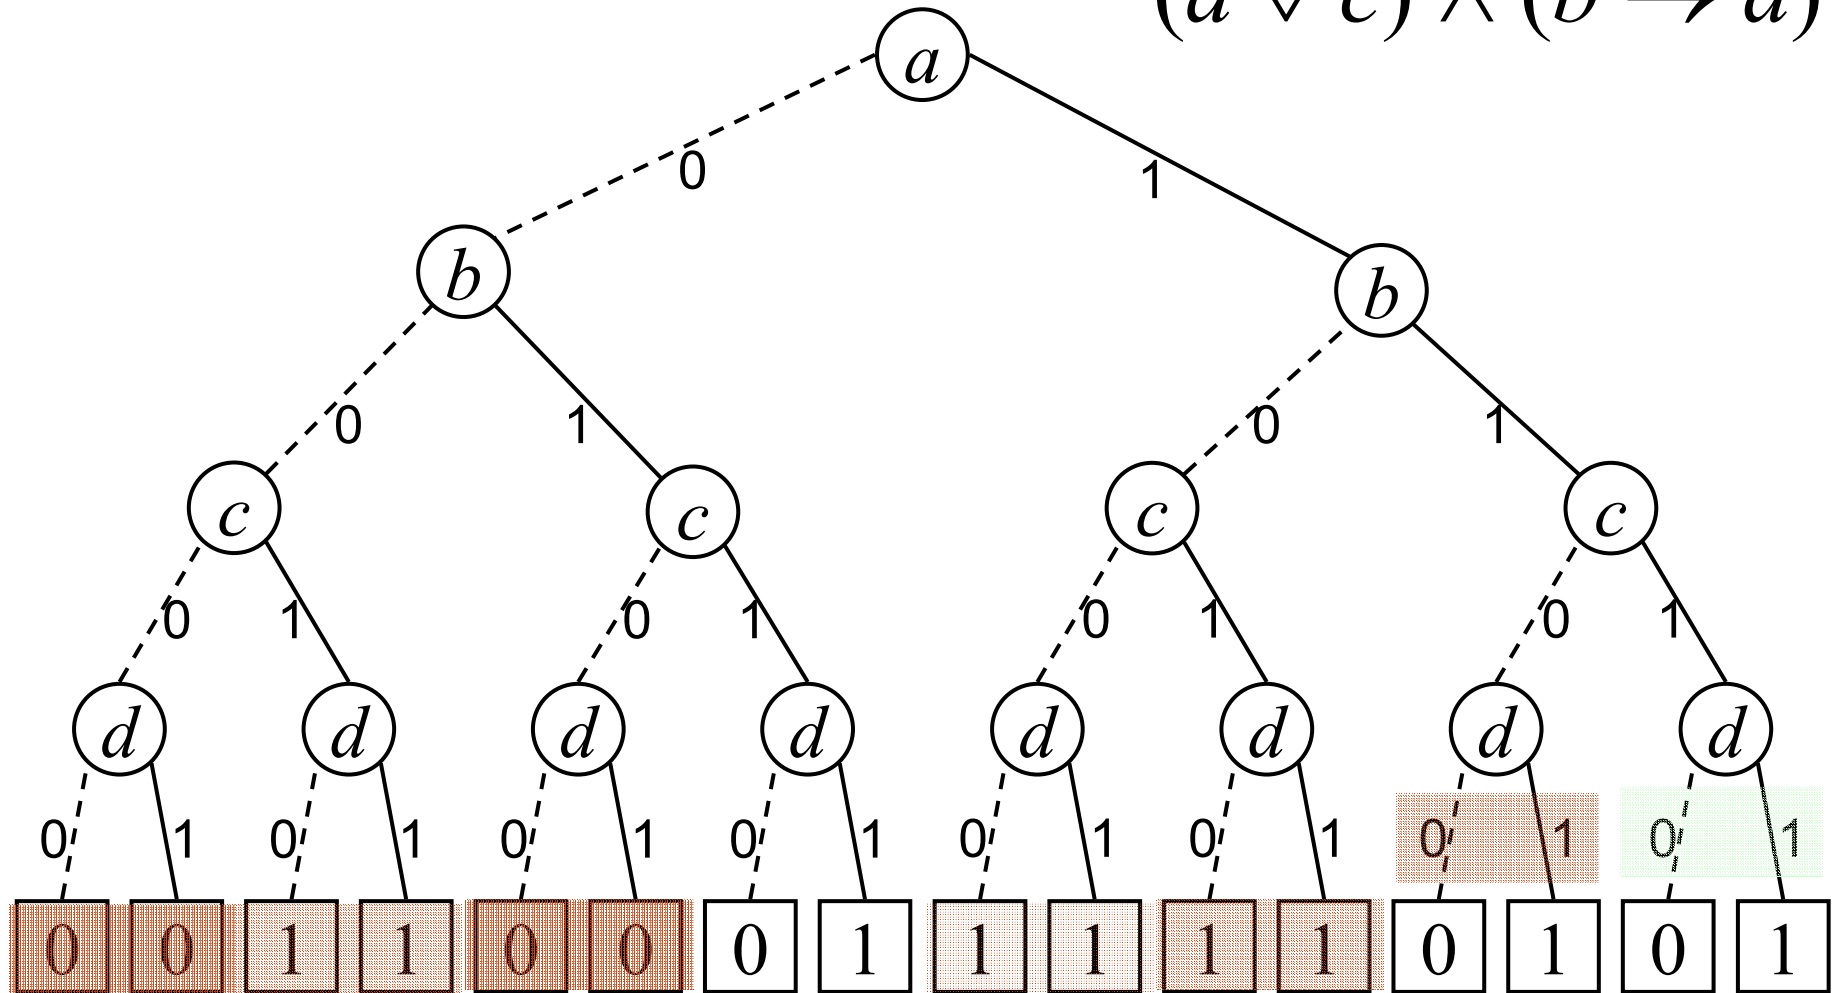 (a ∨ c) ∧ (b → d)
a
0 1
b b
0 1 0 1
c c c c
0 1 0 1 0 1 0 1
d d d d d d d d
0 1 0 1 0 1 0 1 0 1 0 1 0 1 0 1
0 0 1 1 0 0 0 1 1 1 1 1 0 1 0 1